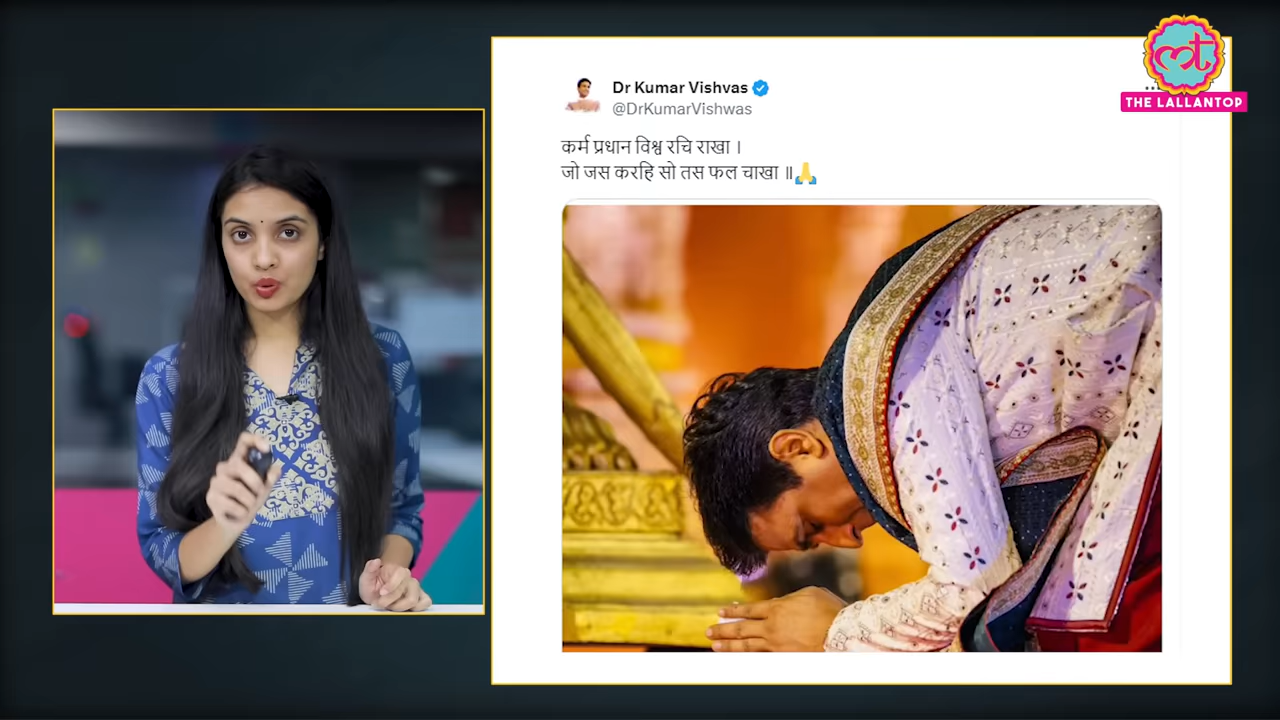 Dr Kumar Vishvas
@DrKumarVishwas
कर्म प्रधान विश्व रचि राखा ।
जो जस करहि सो तस फल चाखा ॥🙏
THE LALLANTOP